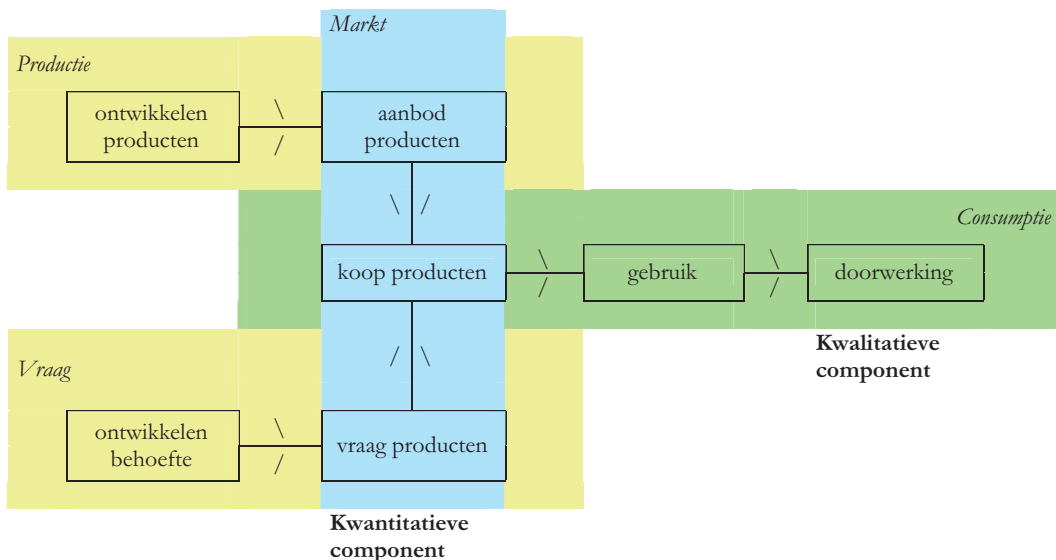 Markt
Productie
ontwikkelen
producten
aanbod
producten
Consumptie
koop producten
gebruik
doorwerking
Kwalitatieve
component
Vraag
ontwikkelen
behoefte
vraag producten
Kwantitatieve
component